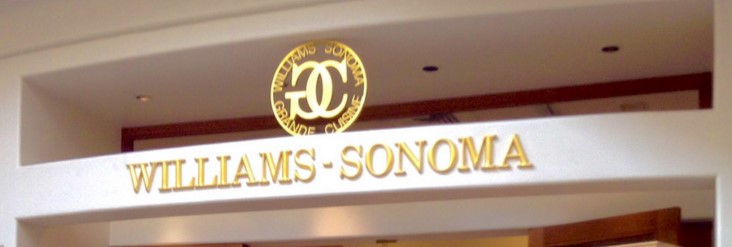 WILLIAMS SONOMA
GC
GRANDE CUISINE
WILLIAMS-SONOMA